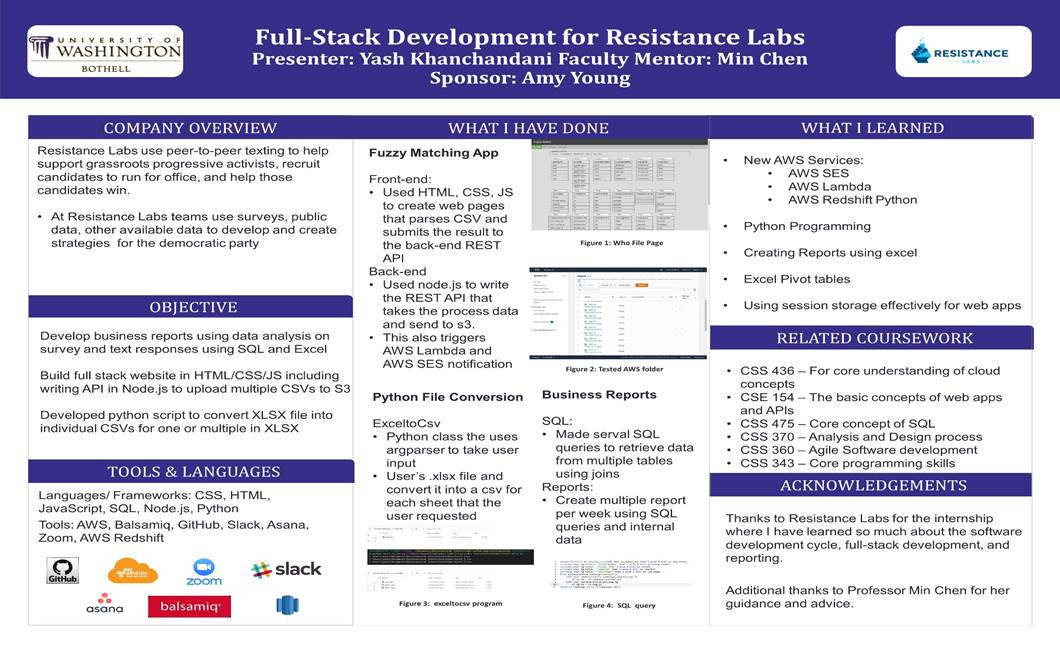 UNIVERSITY OF
WASHINGTON
BOTHELL
Full-Stack Development for Resistance Labs
Presenter: Yash Khanchandani Faculty Mentor: Min Chen
Sponsor: Amy Young
RESISTANCE
LABS
COMPANY OVERVIEW
Resistance Labs use peer-to-peer texting to help
support grassroots progressive activists, recruit
candidates to run for office, and help those
candidates win.
• At Resistance Labs teams use surveys, public
data, other available data to develop and create
strategies for the democratic party
OBJECTIVE
Develop business reports using data analysis on
survey and text responses using SQL and Excel
Build full stack website in HTML/CSS/JS including
writing API in Node.js to upload multiple CSVs to S3
Developed python script to convert XLSX file into
individual CSVs for one or multiple in XLSX
TOOLS & LANGUAGES
Languages/ Frameworks: CSS, HTML,
JavaScript, SQL, Node.js, Python
Tools: AWS, Balsamiq, GitHub, Slack, Asana,
Zoom, AWS Redshift
GitHub
amazon
zoom
slack
asana
balsamiq
WHAT I HAVE DONE
Fuzzy Matching App
Front-end:
• Used HTML, CSS, JS
to create web pages
that parses CSV and
submits the result to
the back-end REST
API
Back-end
• Used node.js to write
the REST API that
takes the process data
and send to s3.
• This also triggers
AWS Lambda and
AWS SES notification
Figure 1: Who File Page
Figure 2: Tested AWS folder
Python File Conversion
ExceltoCsv
• Python class the uses
argparser to take user
input
• User's .xlsx file and
convert it into a csv for
each sheet that the
user requested
Figure 3: exceltocsv program
Business Reports
SQL:
• Made serval SQL
queries to retrieve data
from multiple tables
using joins
Reports:
• Create multiple report
per week using SQL
queries and internal
data
Figure 4: SQL query
WHAT I LEARNED
• New AWS Services:
• AWS SES
• AWS Lambda
• AWS Redshift Python
• Python Programming
• Creating Reports using excel
• Excel Pivot tables
• Using session storage effectively for web apps
RELATED COURSEWORK
• CSS 436 – For core understanding of cloud
concepts
• CSE 154 – The basic concepts of web apps
and APIs
• CSS 475 – Core concept of SQL
• CSS 370 – Analysis and Design process
• CSS 360 – Agile Software development
• CSS 343 – Core programming skills
ACKNOWLEDGEMENTS
Thanks to Resistance Labs for the internship
where I have learned so much about the software
development cycle, full-stack development, and
reporting.
Additional thanks to Professor Min Chen for her
guidance and advice.